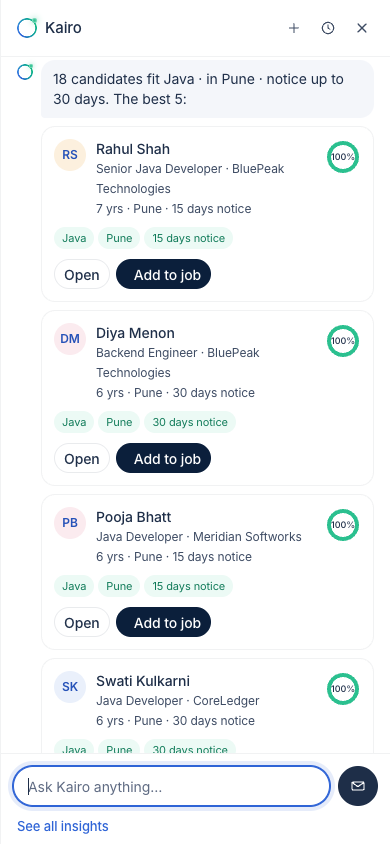 Kairo
18 candidates fit Java · in Pune · notice up to
30 days. The best 5:
RS
Rahul Shah
Senior Java Developer · BluePeak
Technologies
7 yrs · Pune · 15 days notice
100%
Java Pune 15 days notice
Open Add to job
DM
Diya Menon
Backend Engineer · BluePeak
Technologies
6 yrs · Pune · 30 days notice
100%
Java Pune 30 days notice
Open Add to job
PB
Pooja Bhatt
Java Developer · Meridian Softworks
6 yrs · Pune · 15 days notice
100%
Java Pune 15 days notice
Open Add to job
SK
Swati Kulkarni
Java Developer · CoreLedger
6 yrs · Pune · 30 days notice
100%
Java Pune 30 days notice
Ask Kairo anything...
See all insights